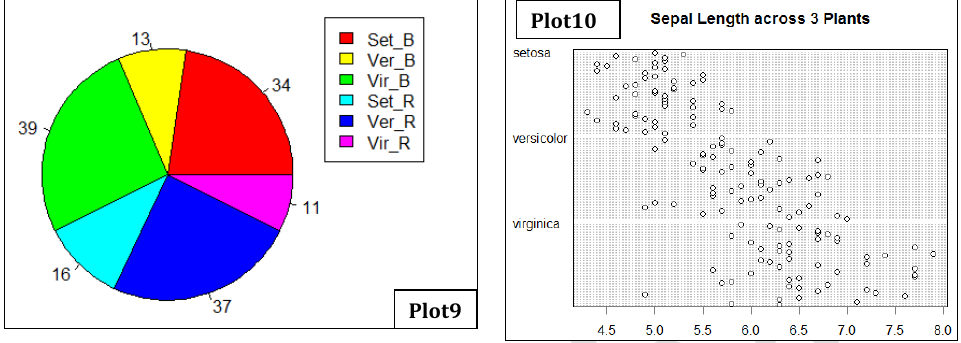 13
34
39
11
16
37
Set_B
Ver_B
Vir_B
Set_R
Ver_R
Vir_R
Plot9
Plot10
Sepal Length across 3 Plants
setosa
versicolor
virginica
4.5 5.0 5.5 6.0 6.5 7.0 7.5 8.0